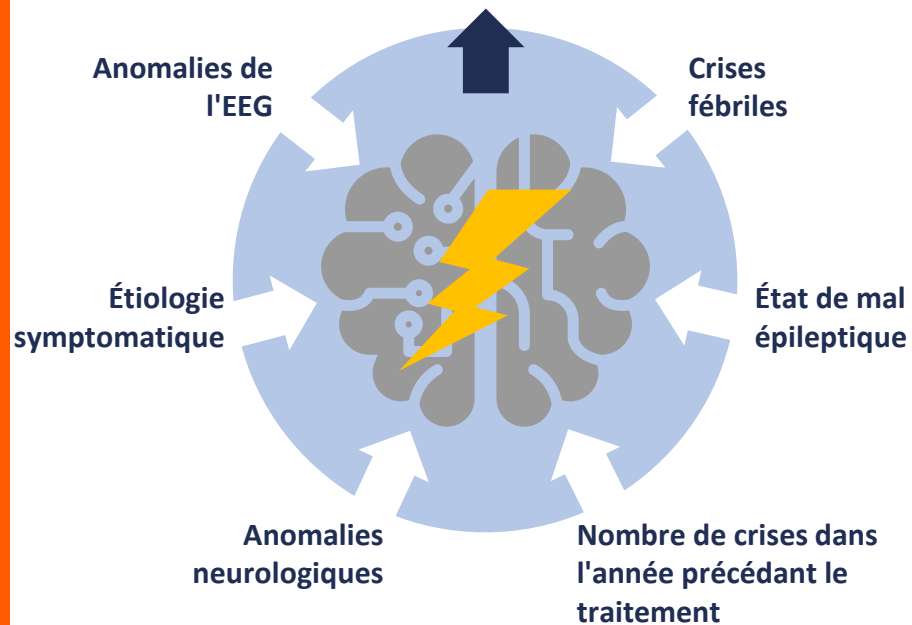 Anomalies de
l'EEG
Crises
fébriles
Étiologie
symptomatique
État de mal
épileptique
Anomalies
neurologiques
Nombre de crises dans
l'année précédant le
traitement